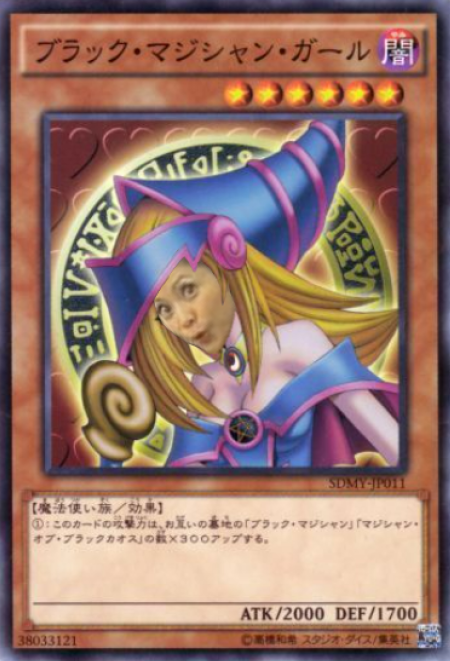 ブラック・マジシャン・ガール
闇
SDMY-JP011
【魔法使い族／効果】
①：このカードの攻撃力は、お互いの墓地の「ブラック・マジシャン」「マジシャン・
オブ・ブラックカオス」の数×３００アップする。
ATK/2000 DEF/1700
38033121
©高橋和希 スタジオ・ダイス/集英社